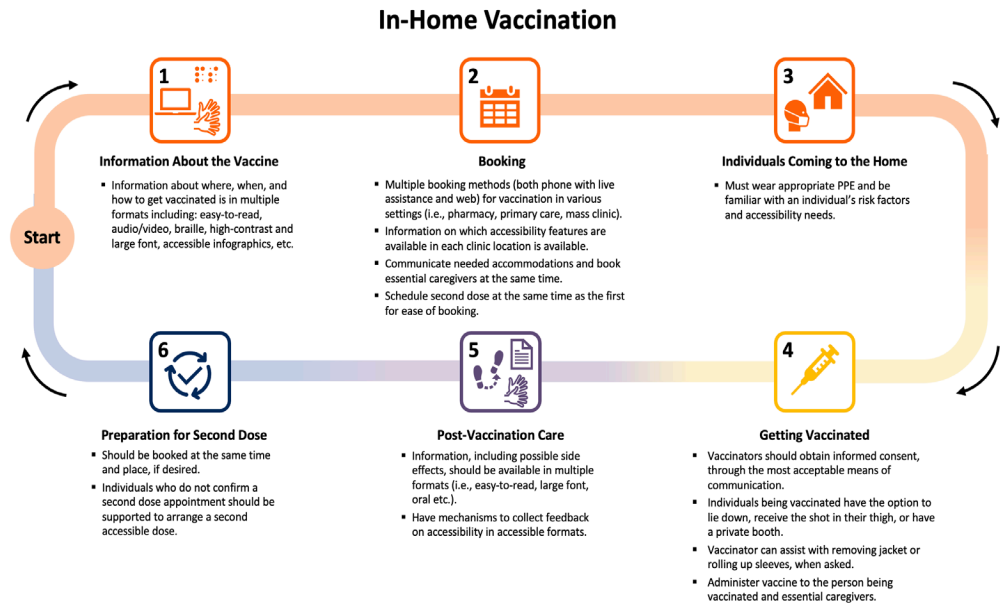 In-Home Vaccination
Start
1
Information About the Vaccine
▪ Information about where, when, and
how to get vaccinated is in multiple
formats including: easy-to-read,
audio/video, braille, high-contrast and
large font, accessible infographics, etc.
2
Booking
▪ Multiple booking methods (both phone with live
assistance and web) for vaccination in various
settings (i.e., pharmacy, primary care, mass clinic).
▪ Information on which accessibility features are
available in each clinic location is available.
▪ Communicate needed accommodations and book
essential caregivers at the same time.
▪ Schedule second dose at the same time as the first
for ease of booking.
3
Individuals Coming to the Home
▪ Must wear appropriate PPE and be
familiar with an individual's risk factors
and accessibility needs.
4
Getting Vaccinated
▪ Vaccinators should obtain informed consent,
through the most acceptable means of
communication.
▪ Individuals being vaccinated have the option to
lie down, receive the shot in their thigh, or have
a private booth.
▪ Vaccinator can assist with removing jacket or
rolling up sleeves, when asked.
▪ Administer vaccine to the person being
vaccinated and essential caregivers.
5
Post-Vaccination Care
▪ Information, including possible side
effects, should be available in multiple
formats (i.e., easy-to-read, large font,
oral etc.).
▪ Have mechanisms to collect feedback
on accessibility in accessible formats.
6
Preparation for Second Dose
▪ Should be booked at the same time
and place, if desired.
▪ Individuals who do not confirm a
second dose appointment should be
supported to arrange a second
accessible dose.